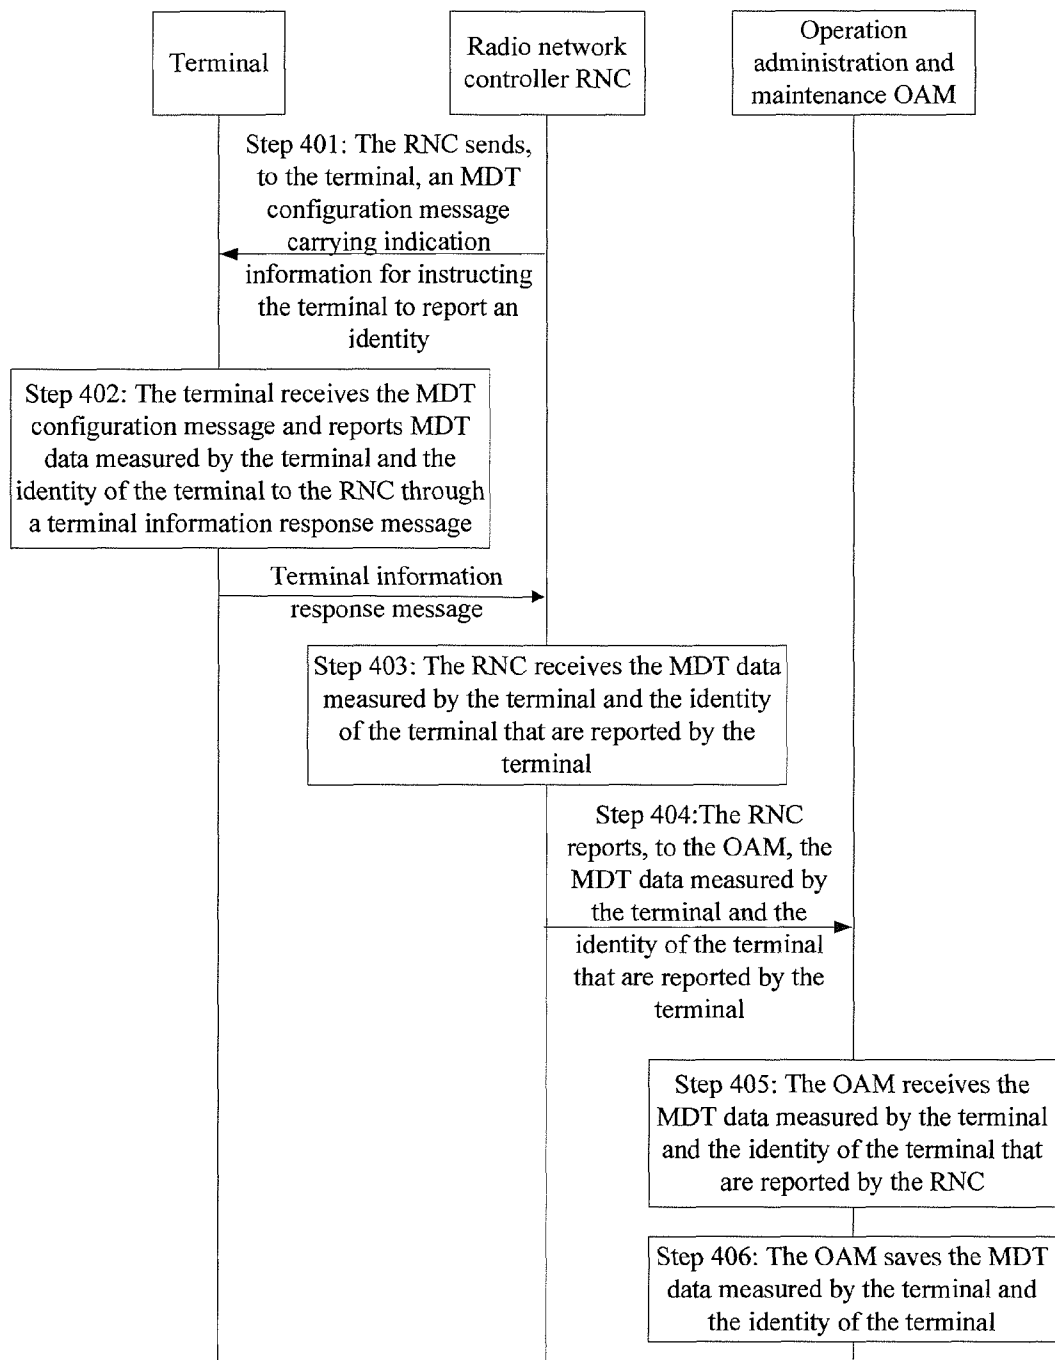 Terminal
Radio network
controller RNC
Operation
administration and
maintenance OAM
Step 401: The RNC sends,
to the terminal, an MDT
configuration message
carrying indication
information for instructing
the terminal to report an
identity
Step 402: The terminal receives the MDT
configuration message and reports MDT
data measured by the terminal and the
identity of the terminal to the RNC through
a terminal information response message
Terminal information
response message
Step 403: The RNC receives the MDT data
measured by the terminal and the identity
of the terminal that are reported by the
terminal
Step 404:The RNC
reports, to the OAM, the
MDT data measured by
the terminal and the
identity of the terminal
that are reported by the
terminal
Step 405: The OAM receives the
MDT data measured by the terminal
and the identity of the terminal that
are reported by the RNC
Step 406: The OAM saves the MDT
data measured by the terminal and
the identity of the terminal